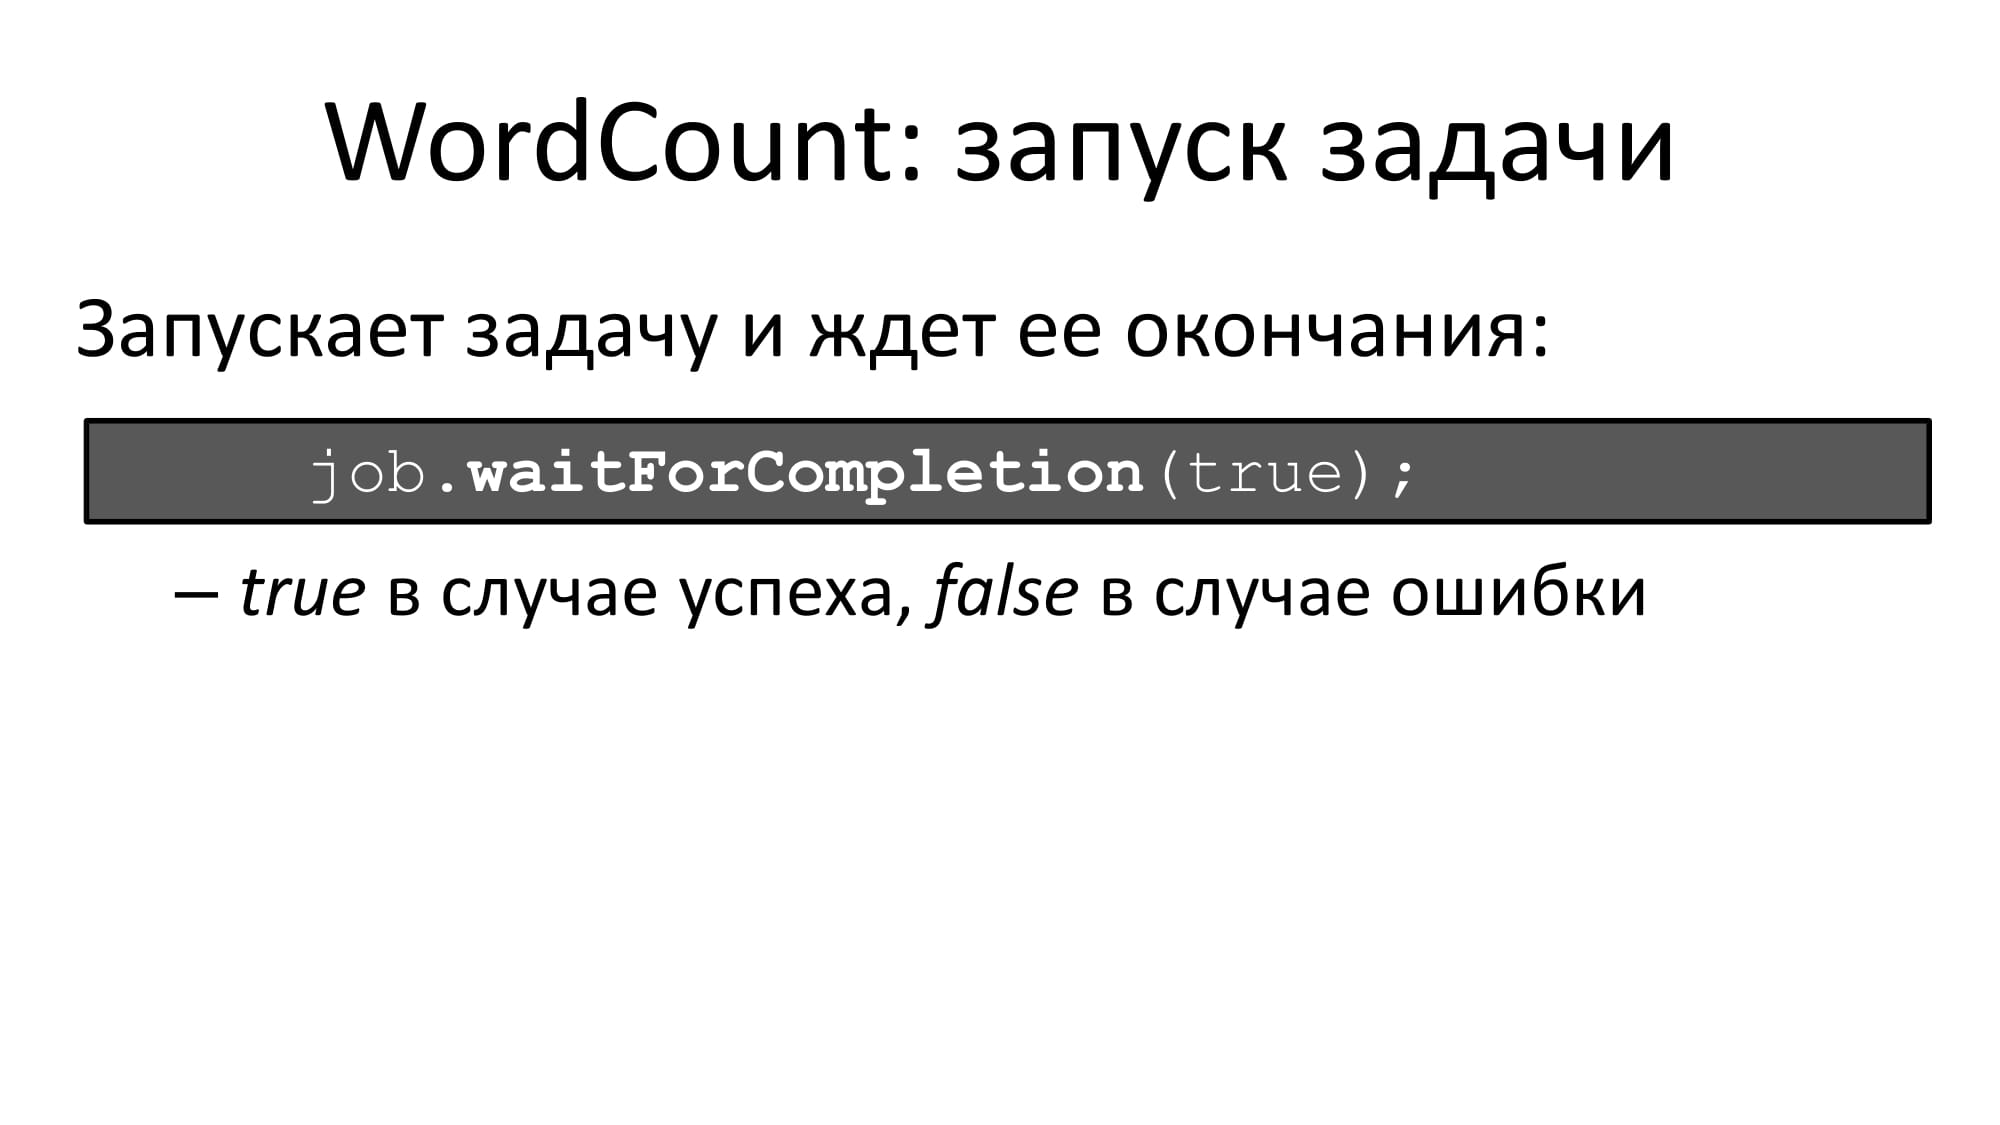 WordCount: запуск задачи
Запускает задачу и ждет ее окончания:
job.waitForCompletion(true);
– true в случае успеха, false в случае ошибки